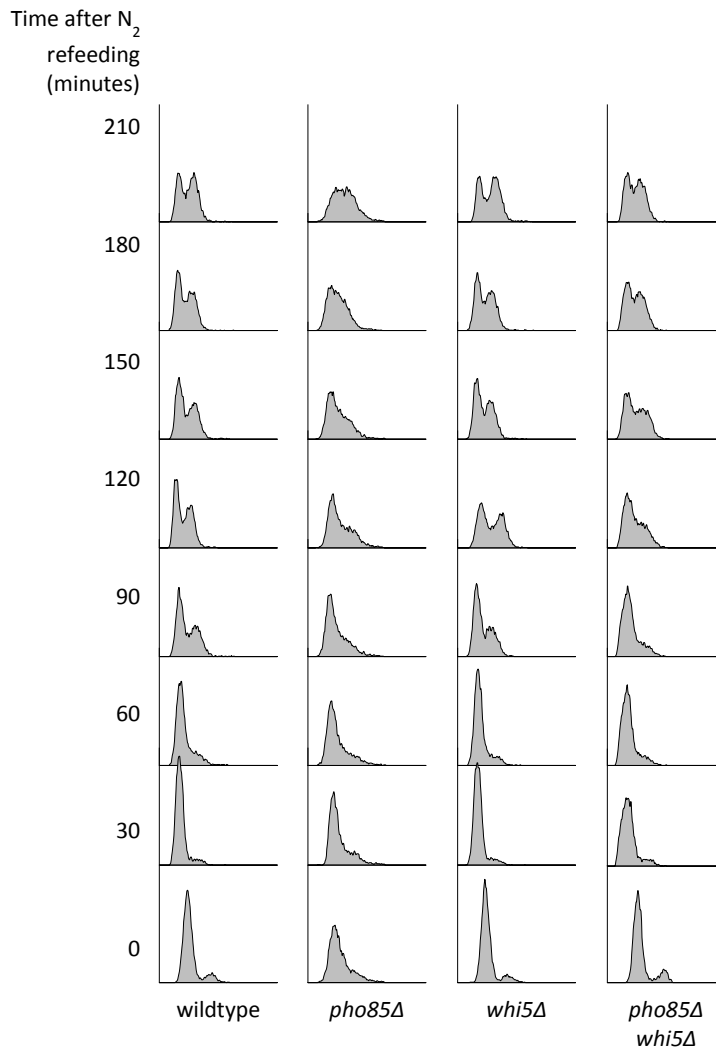 Time after N2
refeeding
(minutes)
210
180
150
120
90
60
30
0
wildtype pho85Δ whi5Δ pho85Δ
whi5Δ